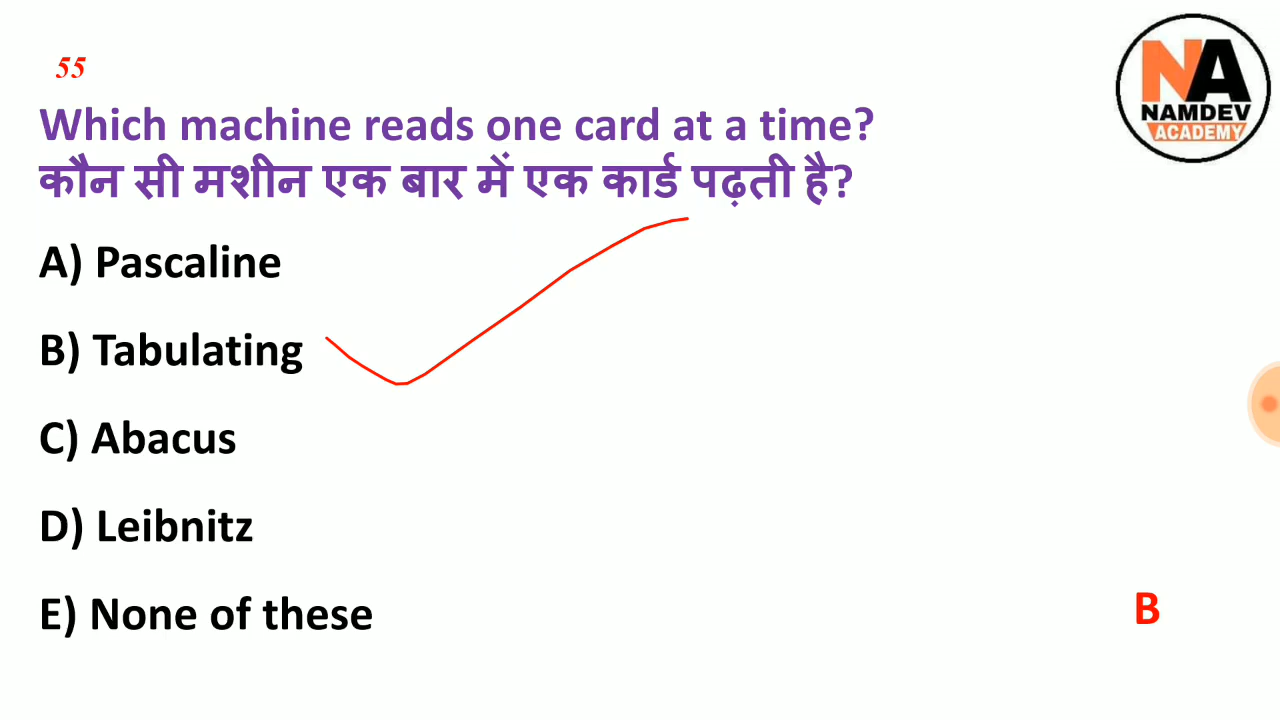 55
NA
NAMDEV
ACADEMY
Which machine reads one card at a time?
कौन सी मशीन एक बार में एक कार्ड पढ़ती है?
A) Pascaline
B) Tabulating
C) Abacus
D) Leibnitz
E) None of these
B